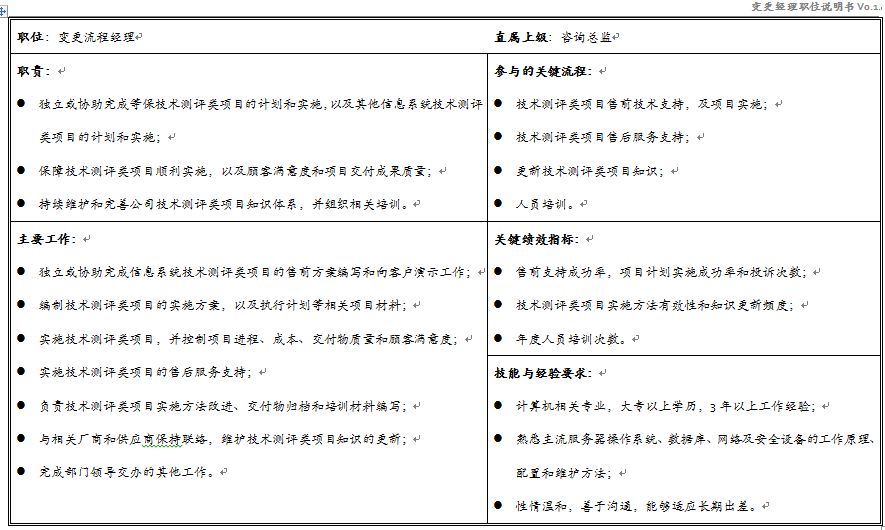 变更经理职位说明书 V0.1
职位：变更流程经理
直属上级：咨询总监
职责：
● 独立或协助完成等保技术测评类项目的计划和实施，以及其他信息系统技术测评
类项目的计划和实施；
● 保障技术测评类项目顺利实施，以及顾客满意度和项目交付成果质量；
● 持续维护和完善公司技术测评类项目知识体系，并组织相关培训。
参与的关键流程：
● 技术测评类项目售前技术支持，及项目实施；
● 技术测评类项目售后服务支持；
● 更新技术测评类项目知识；
● 人员培训。
主要工作：
● 独立或协助完成信息系统技术测评类项目的售前方案编写和向客户演示工作；
● 编制技术测评类项目的实施方案，以及执行计划等相关项目材料；
● 实施技术测评类项目，并控制项目进程、成本、交付物质量和顾客满意度；
● 实施技术测评类项目的售后服务支持；
● 负责技术测评类项目实施方法改进、交付物归档和培训材料编写；
● 与相关厂商和供应商保持联络，维护技术测评类项目知识的更新；
● 完成部门领导交办的其他工作。
关键绩效指标：
● 售前支持成功率，项目计划实施成功率和投诉次数；
● 技术测评类项目实施方法有效性和知识更新频度；
● 年度人员培训次数。
技能与经验要求：
● 计算机相关专业，大专以上学历，3 年以上工作经验；
● 熟悉主流服务器操作系统、数据库、网络及安全设备的工作原理、
配置和维护方法；
● 性情温和，善于沟通，能够适应长期出差。